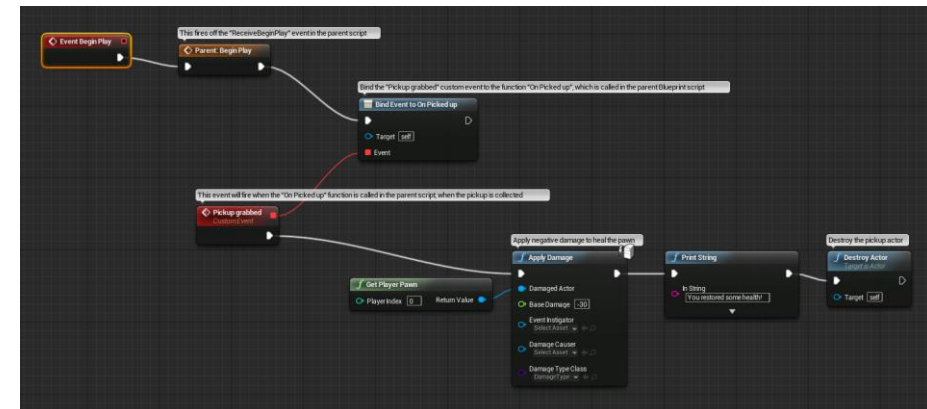 This fires off the "ReceiveBeginPlay" event in the parent script
Event Begin Play
Parent: Begin Play
Bind the "Pickup grabbed" custom event to the function "On Picked up", which is called in the parent Blueprint script
Bind Event to On Picked up
Target self
Event
This event will fire when the "On Picked up" function is called in the parent script, when the pickup is collected
Pickup grabbed
Custom Event
Apply negative damage to heal the pawn
Destroy the pickup actor
Apply Damage
Print String
Destroy Actor
Target is Actor
Get Player Pawn
Player Index 0 Return Value
Damaged Actor
Base Damage -30
Event Instigator
Select Asset
Damage Causer
Select Asset
Damage Type Class
DamageType
In String
You restored some health!
Target self